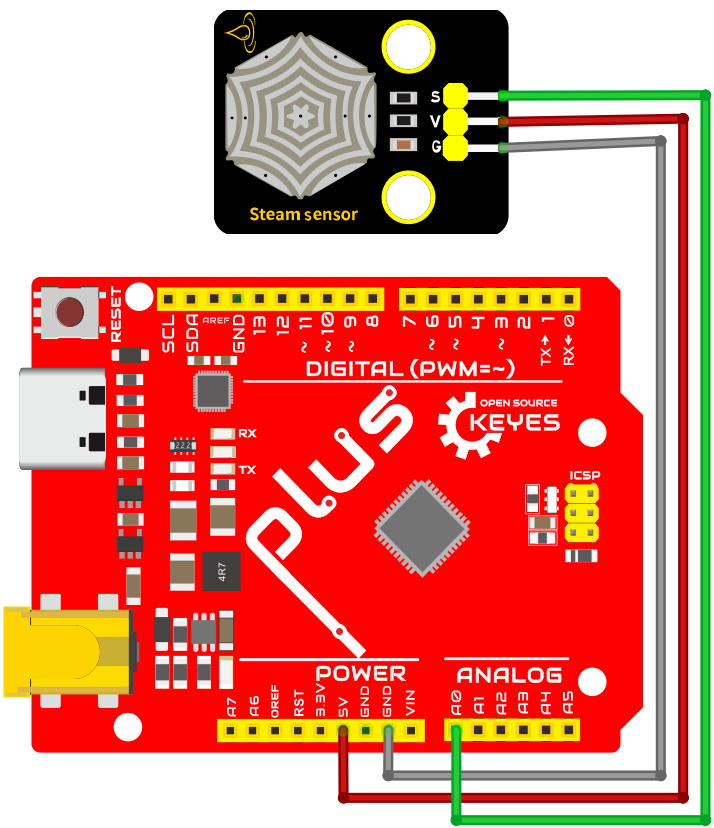 S
V
G
Steam sensor
RESET
SCL
SDA
AREF
GND
13
12
~ 11
~ 10
~ 9
8
7
~ 6
~ 5
4
~ 3
2
TX→ 1
RX← 0
DIGITAL (PWM=~)
OPEN SOURCE
KEYES
RX
TX
222
plus
ICSP
4R7
POWER
ANALOG
A7
A6
OREF
RST
3.3V
5V
GND
GND
VIN
A0
A1
A2
A3
A4
A5